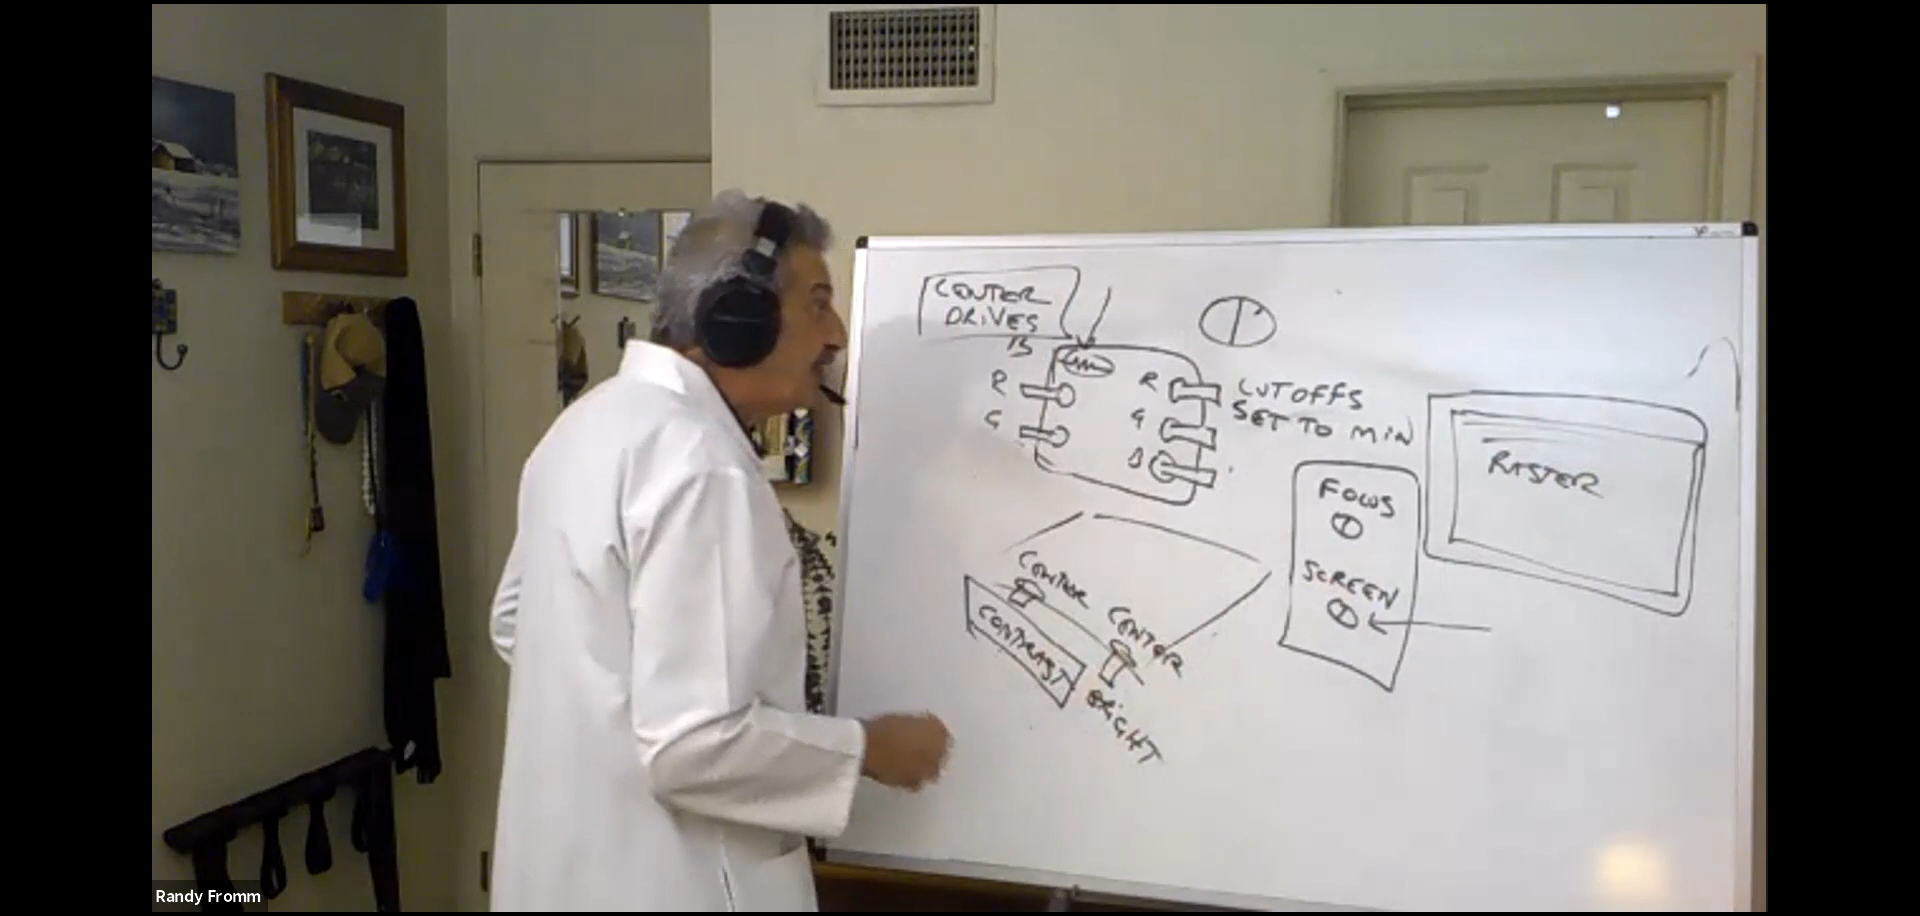 CENTER
DRIVES
B
R
G
R
G
B
CUTOFFS
SET TO MIN
RASTER
FOCUS
SCREEN
CENTER
CENTER
CONTRAST
BRIGHT
Randy Fromm